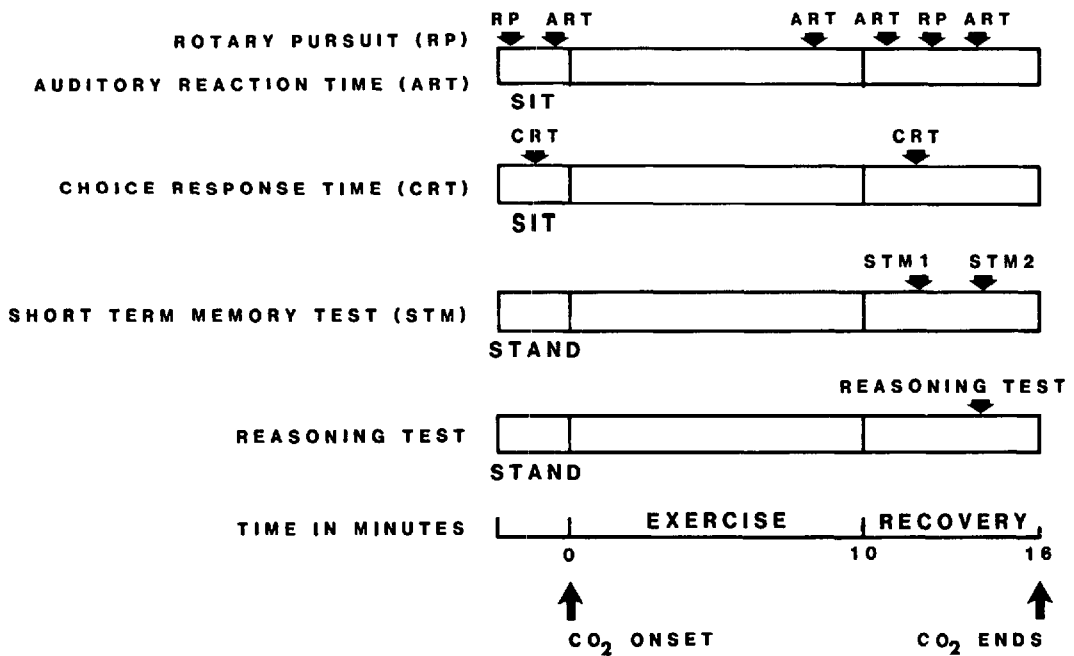 RP ART ART ART RP ART
ROTARY PURSUIT (RP)
AUDITORY REACTION TIME (ART)
SIT
CRT CRT
CHOICE RESPONSE TIME (CRT)
SIT
STM1 STM2
SHORT TERM MEMORY TEST (STM)
STAND
REASONING TEST
REASONING TEST
STAND
TIME IN MINUTES EXERCISE RECOVERY
0 10 16
CO₂ ONSET CO₂ ENDS